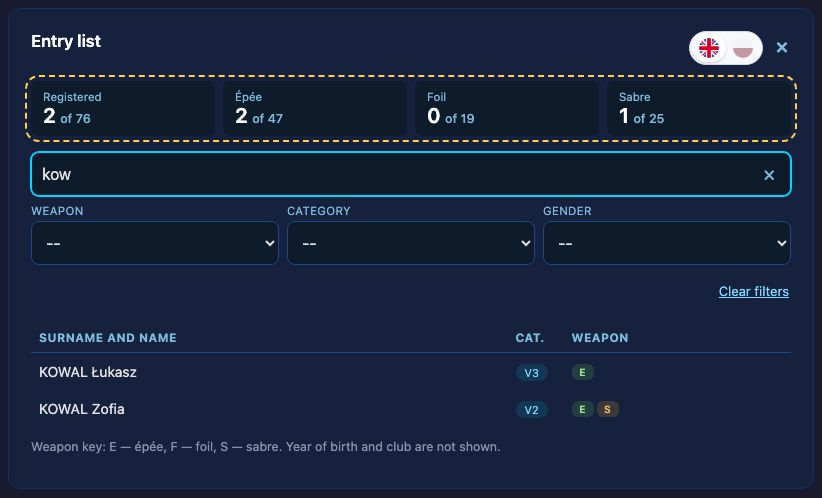 Entry list
Registered Épée Foil Sabre
2 of 76 2 of 47 0 of 19 1 of 25
kow
WEAPON CATEGORY GENDER
-- -- --
Clear filters
SURNAME AND NAME CAT. WEAPON
KOWAL Łukasz V3 E
KOWAL Zofia V2 E S
Weapon key: E — épée, F — foil, S — sabre. Year of birth and club are not shown.